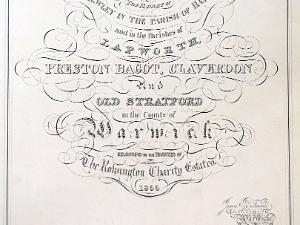 IN THE PARISH OF
and in the Parishes of
LAPWORTH,
PRESTON BAGOT, CLAVERDON
And
OLD STRATFORD
in the County of
Warwick
BELONGING to the TRUSTEES of
The Rowington Charity Estates.